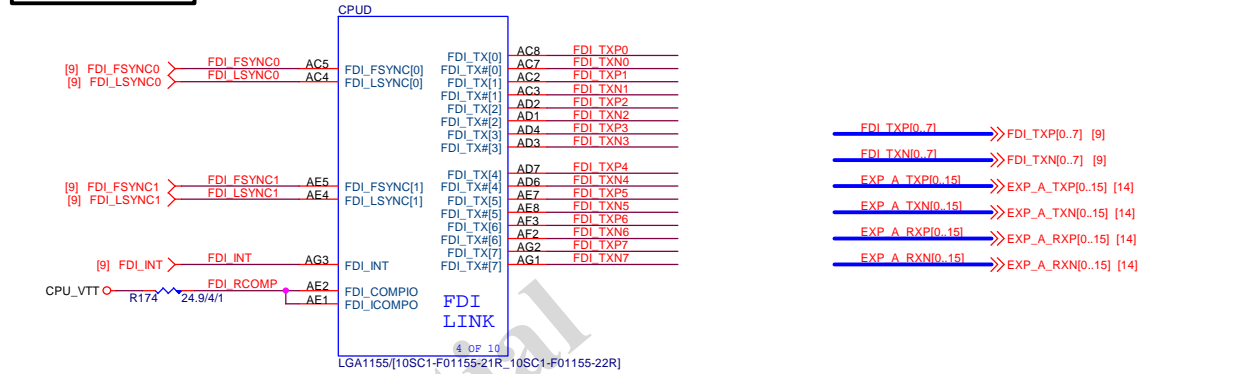 CPUD
FDI_TX[0] AC8 FDI_TXP0
[9] FDI_FSYNC0 FDI_FSYNC0 AC5 FDI_FSYNC[0] FDI_TX#[0] AC7 FDI_TXN0
[9] FDI_LSYNC0 FDI_LSYNC0 AC4 FDI_LSYNC[0] FDI_TX[1] AC2 FDI_TXP1
FDI_TX#[1] AC3 FDI_TXN1
FDI_TX[2] AD2 FDI_TXP2
FDI_TX#[2] AD1 FDI_TXN2
FDI_TX[3] AD4 FDI_TXP3
FDI_TX#[3] AD3 FDI_TXN3
FDI_TX[4] AD7 FDI_TXP4
[9] FDI_FSYNC1 FDI_FSYNC1 AE5 FDI_FSYNC[1] FDI_TX#[4] AD6 FDI_TXN4
[9] FDI_LSYNC1 FDI_LSYNC1 AE4 FDI_LSYNC[1] FDI_TX[5] AE7 FDI_TXP5
FDI_TX#[5] AE8 FDI_TXN5
FDI_TX[6] AF3 FDI_TXP6
FDI_TX#[6] AF2 FDI_TXN6
FDI_TX[7] AG2 FDI_TXP7
[9] FDI_INT FDI_INT AG3 FDI_INT FDI_TX#[7] AG1 FDI_TXN7
CPU_VTT R174 24.9/4/1 FDI_RCOMP AE2 FDI_COMPIO
AE1 FDI_ICOMPO
FDI
LINK
4 OF 10
LGA1155/[10SC1-F01155-21R_10SC1-F01155-22R]
FDI_TXP[0..7] FDI_TXP[0..7] [9]
FDI_TXN[0..7] FDI_TXN[0..7] [9]
EXP_A_TXP[0..15] EXP_A_TXP[0..15] [14]
EXP_A_TXN[0..15] EXP_A_TXN[0..15] [14]
EXP_A_RXP[0..15] EXP_A_RXP[0..15] [14]
EXP_A_RXN[0..15] EXP_A_RXN[0..15] [14]